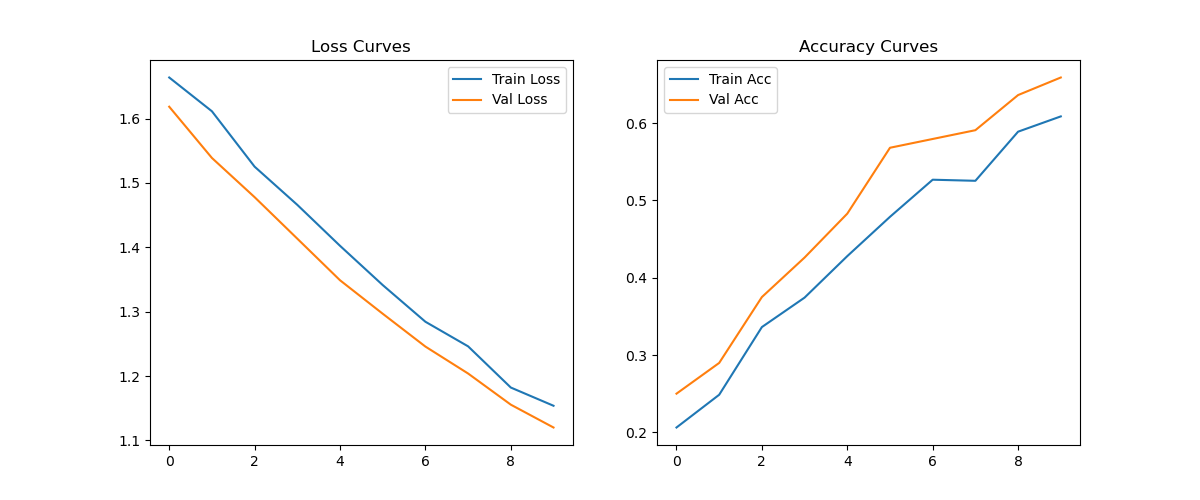 Loss Curves
Train Loss
Val Loss
1.6
1.5
1.4
1.3
1.2
1.1
0 2 4 6 8
Accuracy Curves
Train Acc
Val Acc
0.6
0.5
0.4
0.3
0.2
0 2 4 6 8